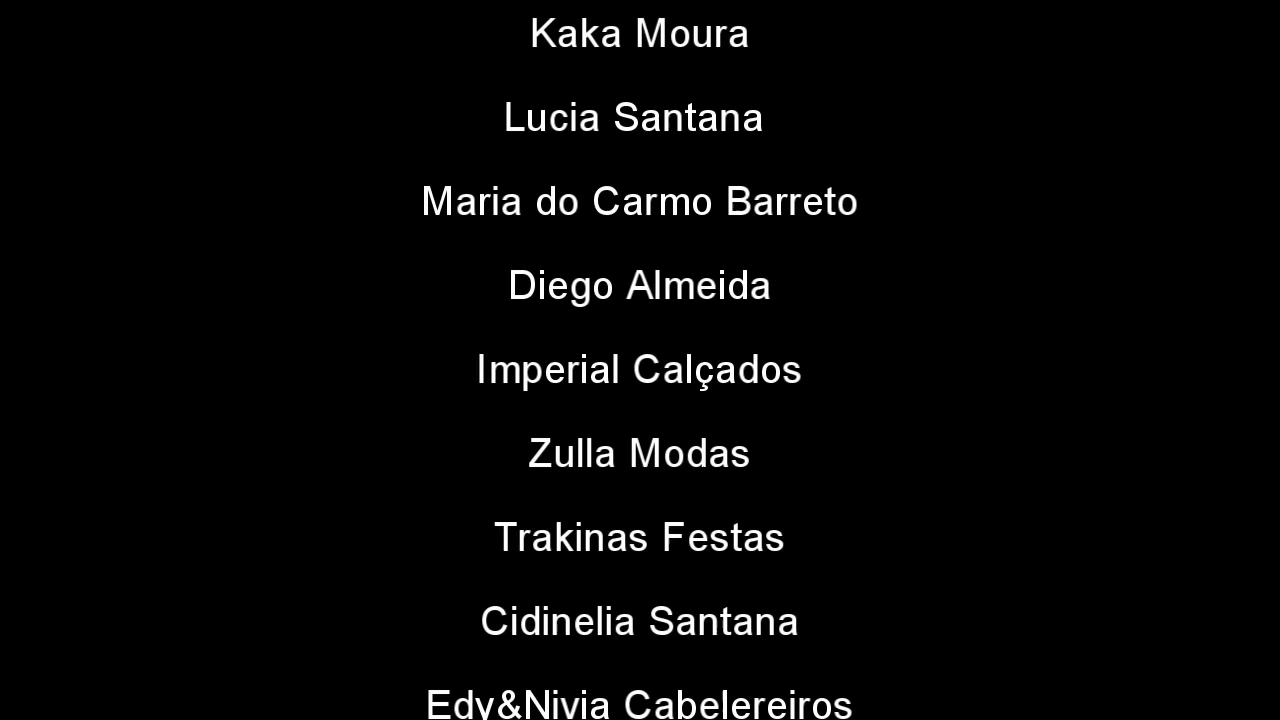 Kaka Moura
Lucia Santana
Maria do Carmo Barreto
Diego Almeida
Imperial Calçados
Zulla Modas
Trakinas Festas
Cidinelia Santana
Edy&Nivia Cabelereiros